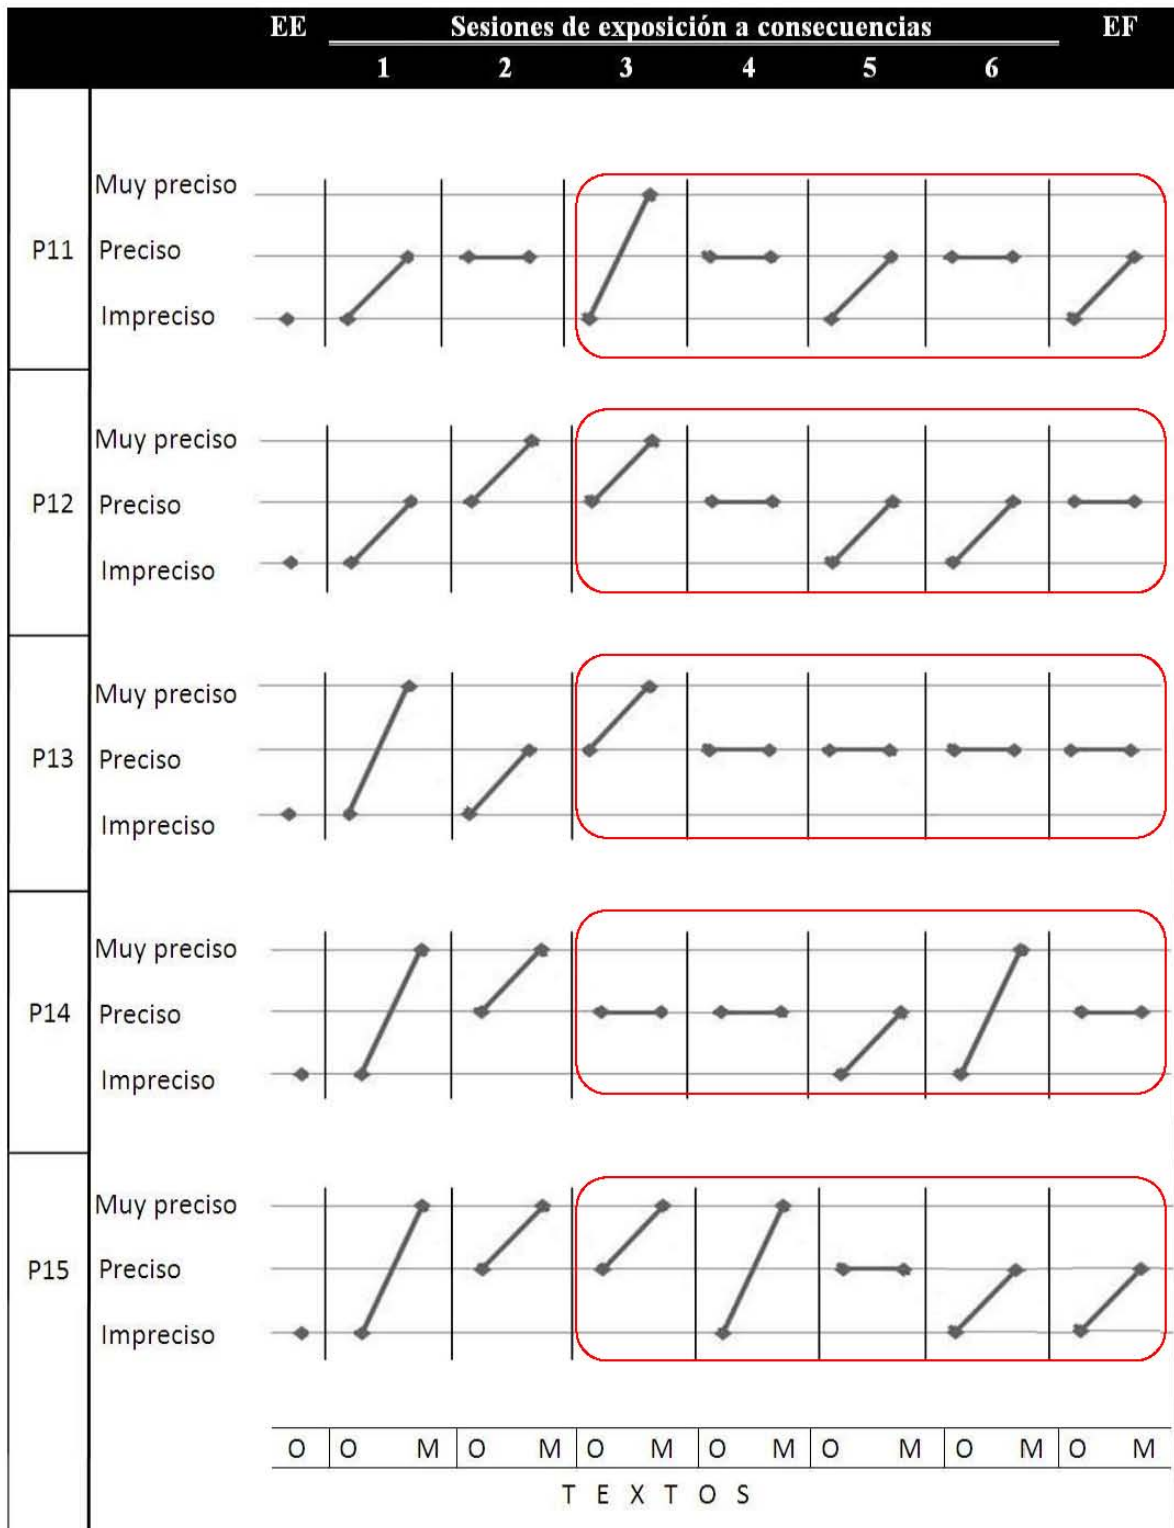 EE Sesiones de exposición a consecuencias EF
1 2 3 4 5 6
Muy preciso
P11 Preciso
Impreciso
Muy preciso
P12 Preciso
Impreciso
Muy preciso
P13 Preciso
Impreciso
Muy preciso
P14 Preciso
Impreciso
Muy preciso
P15 Preciso
Impreciso
O O M O M O M O M O M O M O M
T E X T O S